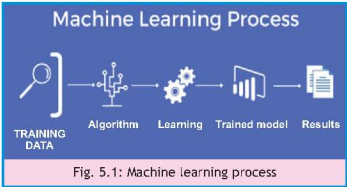 Machine Learning Process
TRAINING
DATA
Algorithm
Learning
Trained model
Results
Fig. 5.1: Machine learning process